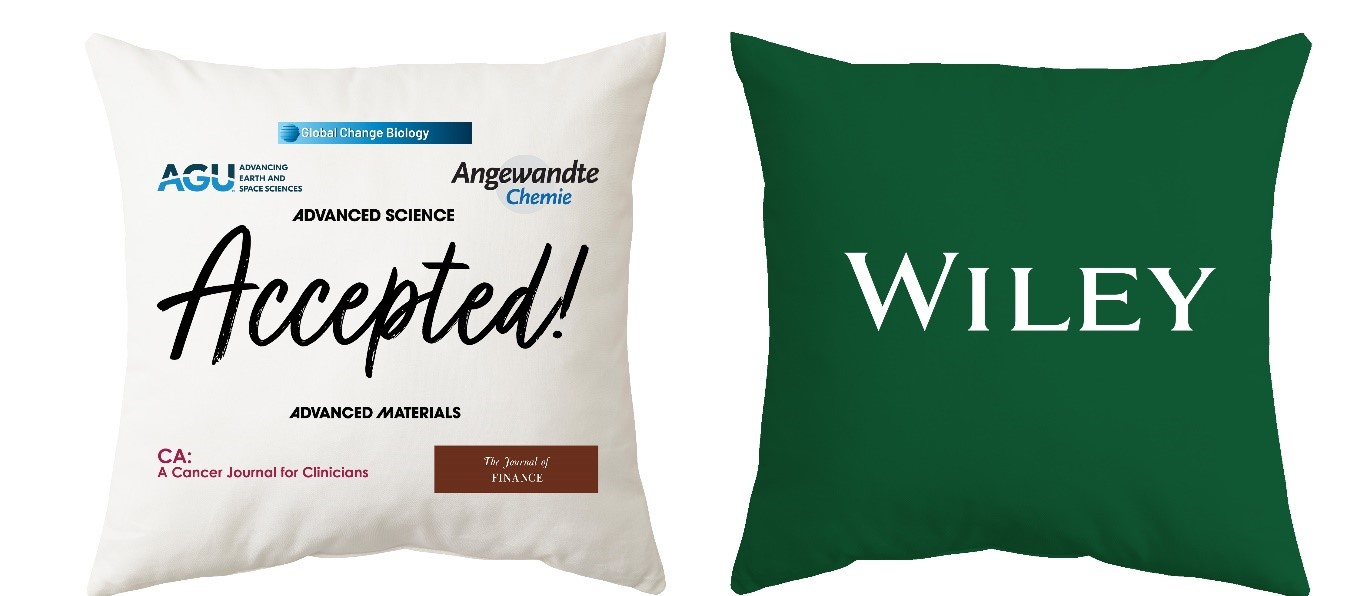 Global Change Biology
AGU ADVANCING
EARTH AND
SPACE SCIENCES
Angewandte
Chemie
ADVANCED SCIENCE
Accepted!
ADVANCED MATERIALS
CA:
A Cancer Journal for Clinicians
The Journal of
FINANCE
WILEY